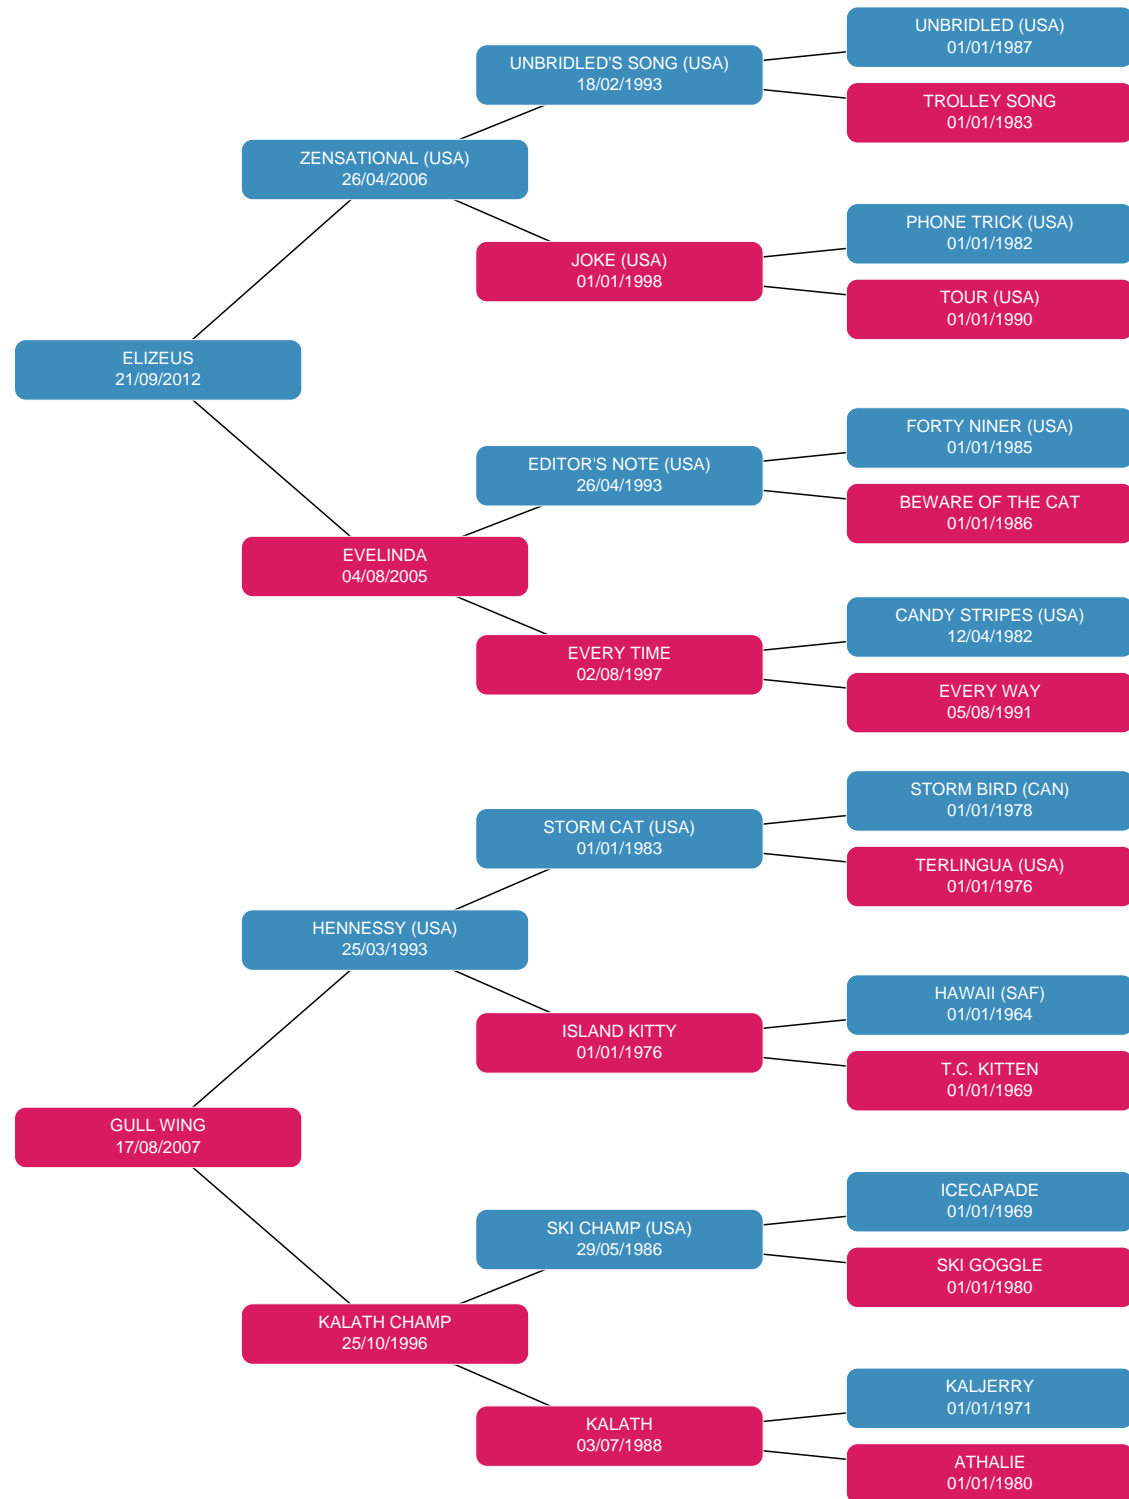 UNBRIDLED (USA)
01/01/1987
UNBRIDLED'S SONG (USA)
18/02/1993
TROLLEY SONG
01/01/1983
ZENSATIONAL (USA)
26/04/2006
PHONE TRICK (USA)
01/01/1982
JOKE (USA)
01/01/1998
TOUR (USA)
01/01/1990
ELIZEUS
21/09/2012
FORTY NINER (USA)
01/01/1985
EDITOR'S NOTE (USA)
26/04/1993
BEWARE OF THE CAT
01/01/1986
EVELINDA
04/08/2005
CANDY STRIPES (USA)
12/04/1982
EVERY TIME
02/08/1997
EVERY WAY
05/08/1991
STORM BIRD (CAN)
01/01/1978
STORM CAT (USA)
01/01/1983
TERLINGUA (USA)
01/01/1976
HENNESSY (USA)
25/03/1993
HAWAII (SAF)
01/01/1964
ISLAND KITTY
01/01/1976
T.C. KITTEN
01/01/1969
GULL WING
17/08/2007
ICECAPADE
01/01/1969
SKI CHAMP (USA)
29/05/1986
SKI GOGGLE
01/01/1980
KALATH CHAMP
25/10/1996
KALJERRY
01/01/1971
KALATH
03/07/1988
ATHALIE
01/01/1980